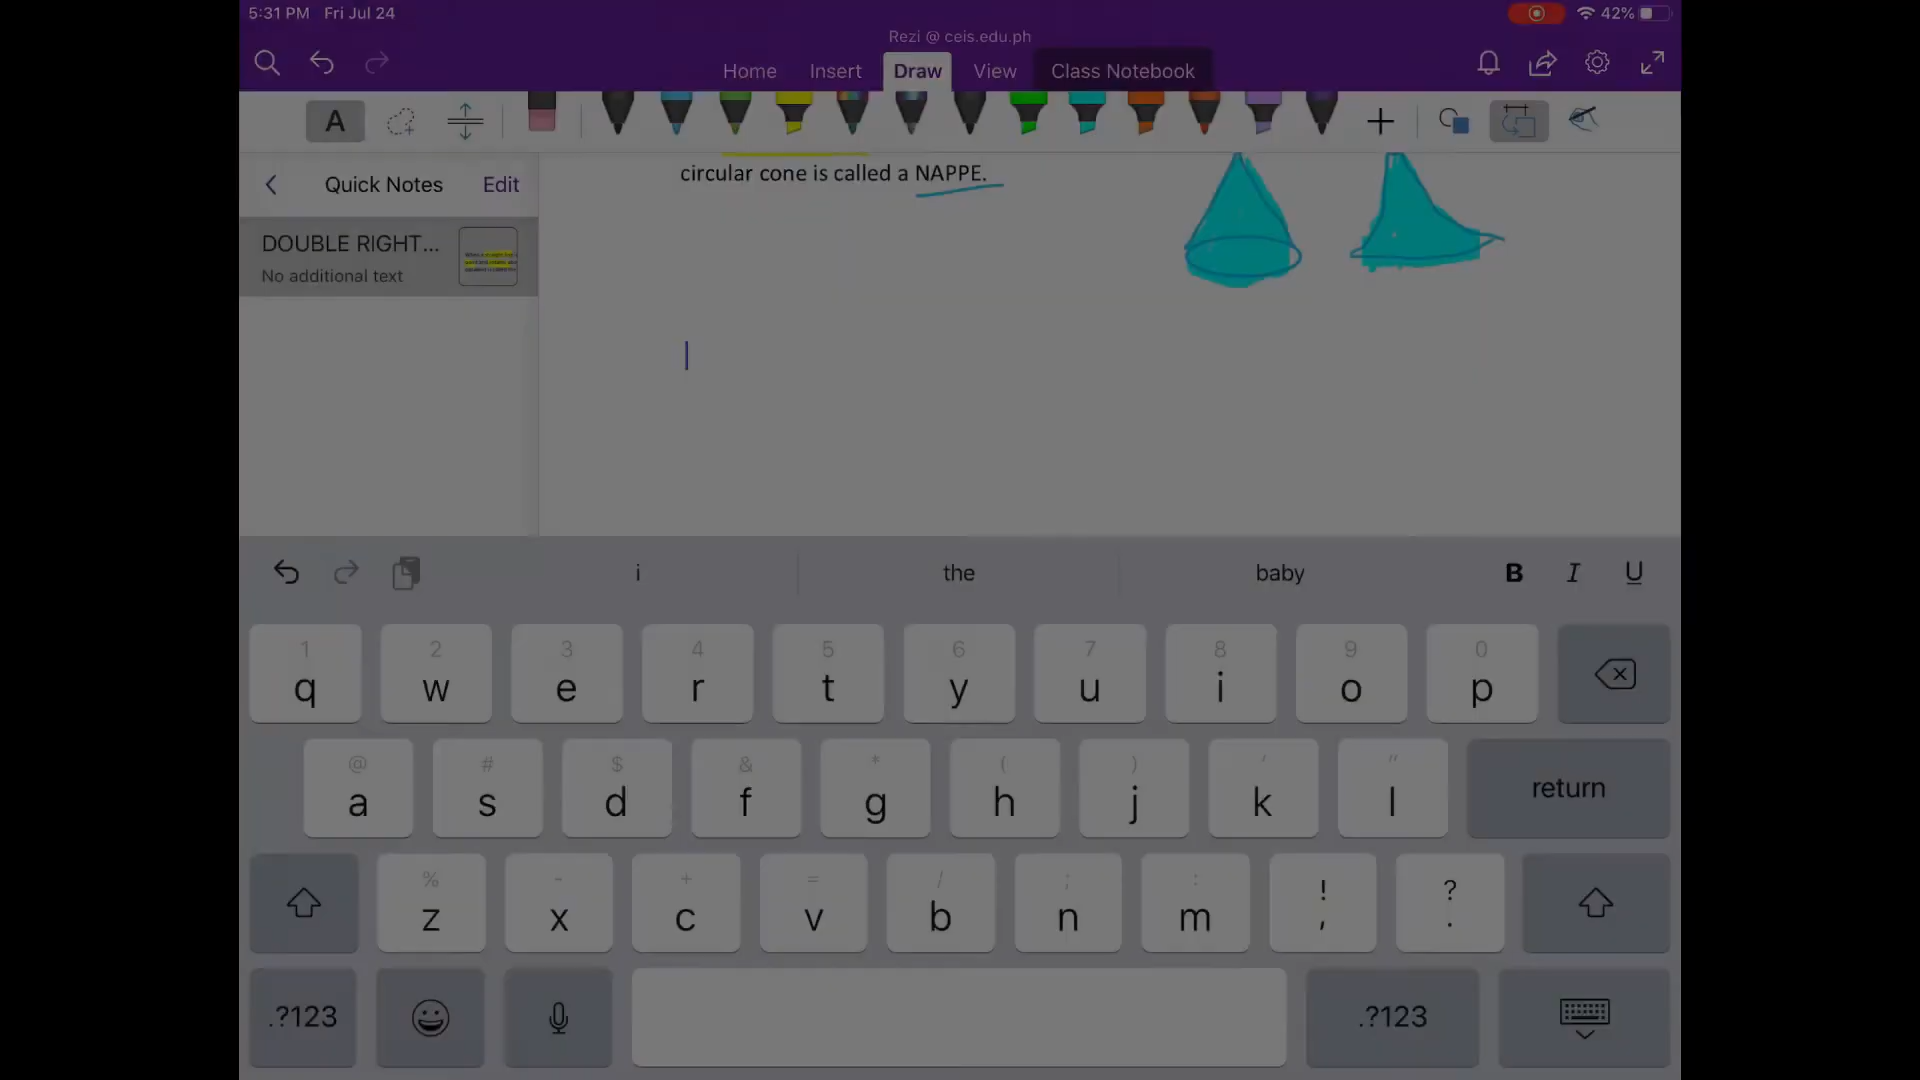 5:31 PM Fri Jul 24
42%
Rezi @ ceis.edu.ph
Home Insert Draw View Class Notebook
A
Quick Notes Edit
DOUBLE RIGHT...
No additional text
circular cone is called a NAPPE.
i the baby B I U
1 2 3 4 5 6 7 8 9 0
q w e r t y u i o p
@ # $ & * ( ) ' "
a s d f g h j k l return
% - + = / ; : ! ?
z x c v b n m , .
.?123 .?123